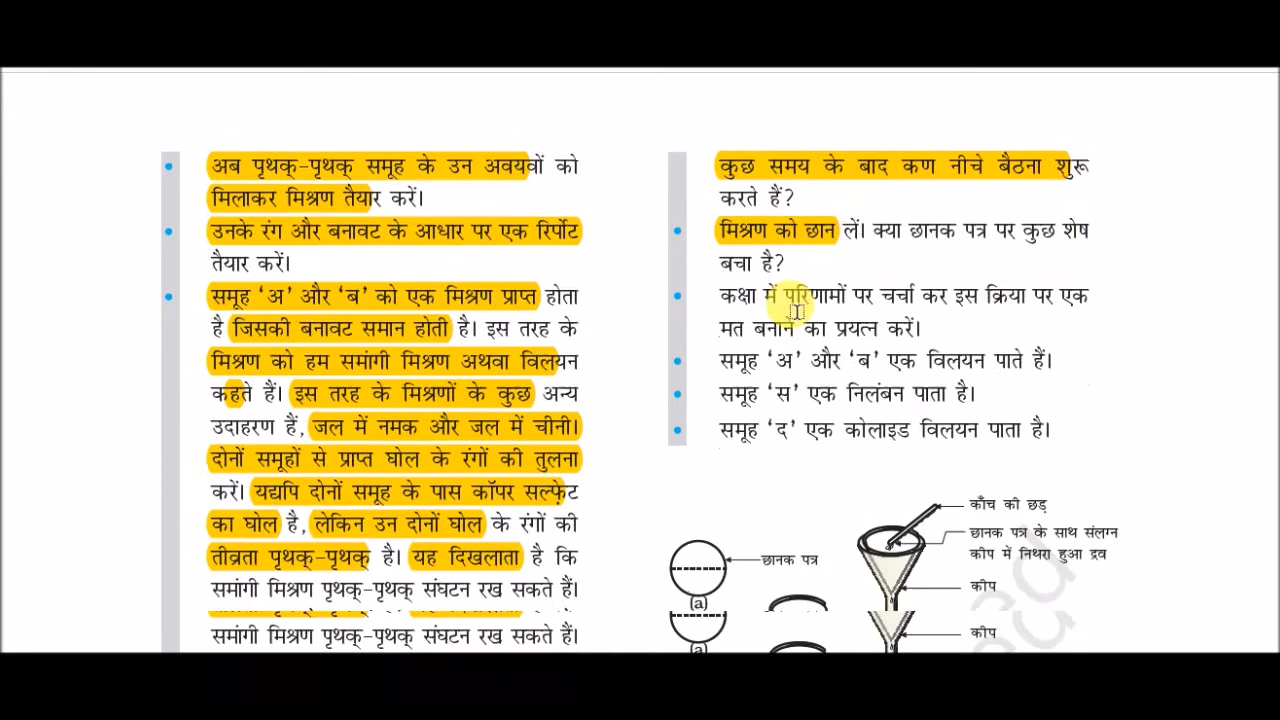 अब पृथक्-पृथक् समूह के उन अवयवों को
मिलाकर मिश्रण तैयार करें।
उनके रंग और बनावट के आधार पर एक रिर्पोट
तैयार करें।
समूह ‘अ’ और ‘ब’ को एक मिश्रण प्राप्त होता
है जिसकी बनावट समान होती है। इस तरह के
मिश्रण को हम समांगी मिश्रण अथवा विलयन
कहते हैं। इस तरह के मिश्रणों के कुछ अन्य
उदाहरण हैं, जल में नमक और जल में चीनी।
दोनों समूहों से प्राप्त घोल के रंगों की तुलना
करें। यद्यपि दोनों समूह के पास कॉपर सल्फ़ेट
का घोल है, लेकिन उन दोनों घोल के रंगों की
तीव्रता पृथक्-पृथक् है। यह दिखलाता है कि
समांगी मिश्रण पृथक्-पृथक् संघटन रख सकते हैं।
समांगी मिश्रण पृथक्-पृथक् संघटन रख सकते हैं।
कुछ समय के बाद कण नीचे बैठना शुरू
करते हैं?
मिश्रण को छान लें। क्या छानक पत्र पर कुछ शेष
बचा है?
कक्षा में परिणामों पर चर्चा कर इस क्रिया पर एक
मत बनाने का प्रयत्न करें।
समूह ‘अ’ और ‘ब’ एक विलयन पाते हैं।
समूह ‘स’ एक निलंबन पाता है।
समूह ‘द’ एक कोलाइड विलयन पाता है।
काँच की छड़
छानक पत्र के साथ संलग्न
कीप में निथरा हुआ द्रव
छानक पत्र
कीप
(a)
कीप
(a)